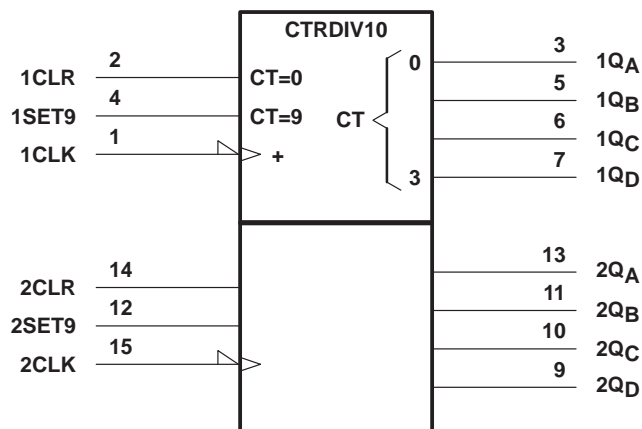 CTRDIV10
2 1CLR CT=0 0 3 1QA
4 1SET9 CT=9 CT 5 1QB
1 1CLK + 6 1QC
3 7 1QD
14 2CLR 13 2QA
12 2SET9 11 2QB
15 2CLK 10 2QC
9 2QD